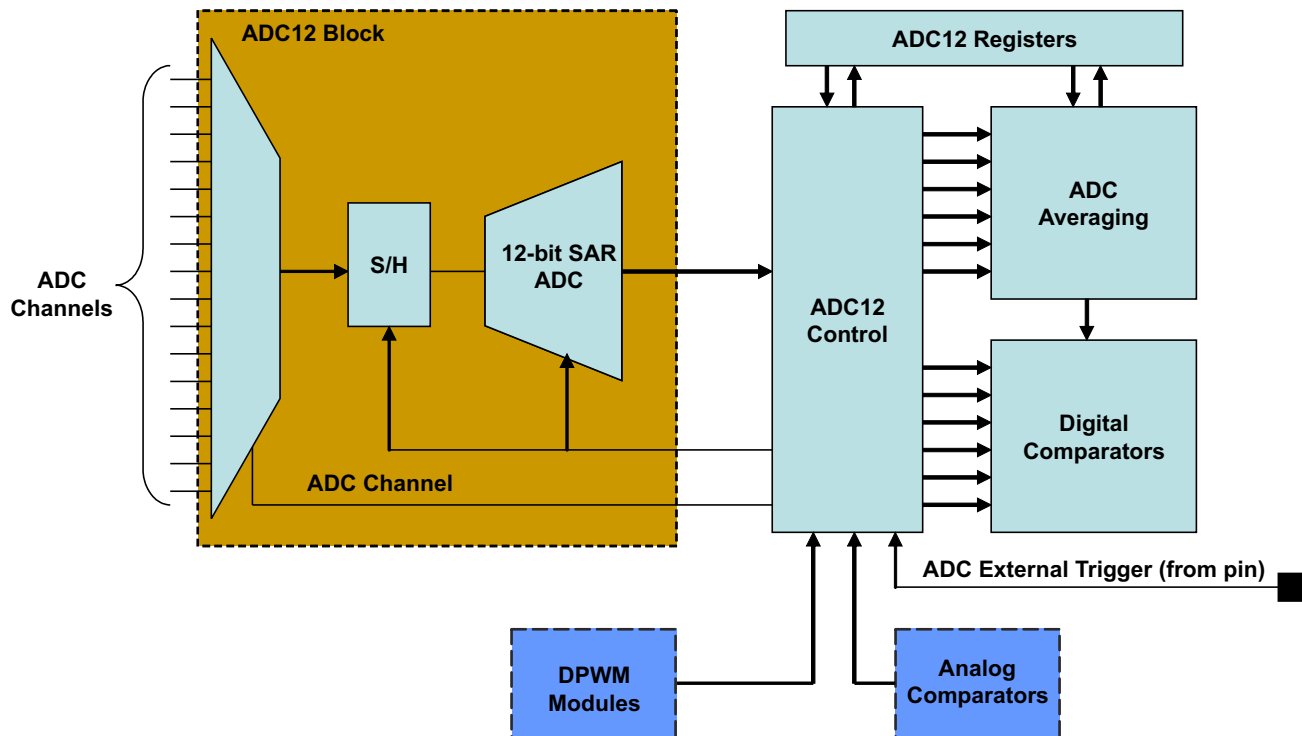 ADC12 Block
ADC12 Registers
ADC
Channels
S/H
12-bit SAR
ADC
ADC12
Control
ADC
Averaging
Digital
Comparators
ADC Channel
ADC External Trigger (from pin)
DPWM
Modules
Analog
Comparators